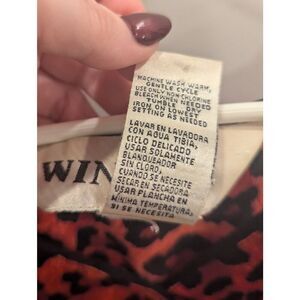 MACHINE WASH WARM,
GENTLE CYCLE
USE ONLY NON-CHLORINE
BLEACH WHEN NEEDED
TUMBLE DRY
IRON ON LOWEST
SETTING AS NEEDED
LAVAR EN LAVADORA
CON AGUA TIBIA,
CICLO DELICADO
USAR SOLAMENTE
BLANQUEADOR
SIN CLORO,
CUANDO SE NECESITE
SECAR EN SECADORA
USAR PLANCHA EN
MINIMA TEMPERATURA,
SI SE NECESITA
WIN